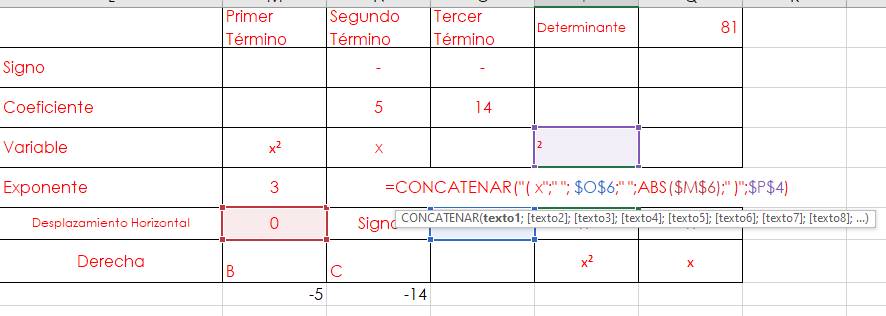 Primer
Término
Segundo
Término
Tercer
Término
Determinante
81
Signo
-
-
Coeficiente
5
14
Variable
x²
x
²
Exponente
3
=CONCATENAR("( x";" "; $O$6;" ";ABS($M$6);" )";$P$4)
Desplazamiento Horizontal
0
CONCATENAR(texto1; [texto2]; [texto3]; [texto4]; [texto5]; [texto6]; [texto7]; [texto8]; ...)
Derecha
B
C
x²
x
-5
-14